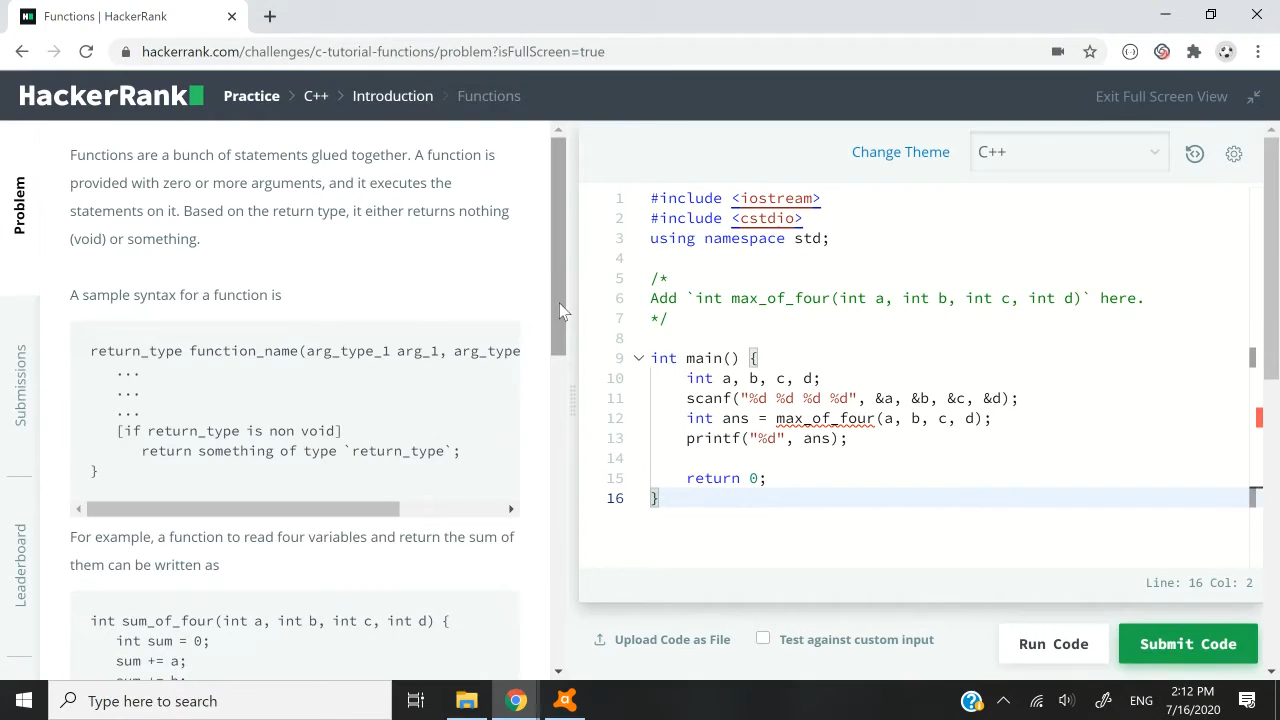 Functions | HackerRank
hackerrank.com/challenges/c-tutorial-functions/problem?isFullScreen=true
HackerRank
Practice > C++ > Introduction > Functions
Exit Full Screen View
Problem
Submissions
Leaderboard
Functions are a bunch of statements glued together. A function is
provided with zero or more arguments, and it executes the
statements on it. Based on the return type, it either returns nothing
(void) or something.
A sample syntax for a function is
return_type function_name(arg_type_1 arg_1, arg_type
...
...
...
[if return_type is non void]
return something of type `return_type`;
}
For example, a function to read four variables and return the sum of
them can be written as
int sum_of_four(int a, int b, int c, int d) {
int sum = 0;
sum += a;
sum += b;
Change Theme
C++
1 #include <iostream>
2 #include <cstdio>
3 using namespace std;
4
5 /*
6 Add `int max_of_four(int a, int b, int c, int d)` here.
7 */
8
9 int main() {
10 int a, b, c, d;
11 scanf("%d %d %d %d", &a, &b, &c, &d);
12 int ans = max_of_four(a, b, c, d);
13 printf("%d", ans);
14
15 return 0;
16 }
Line: 16 Col: 2
Upload Code as File
Test against custom input
Run Code
Submit Code
Type here to search
ENG
2:12 PM
7/16/2020